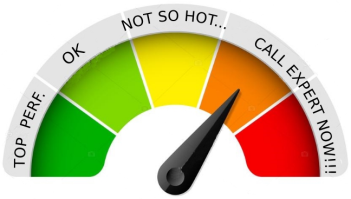 TOP PERF.
OK
NOT SO HOT...
CALL EXPERT NOW!!!!